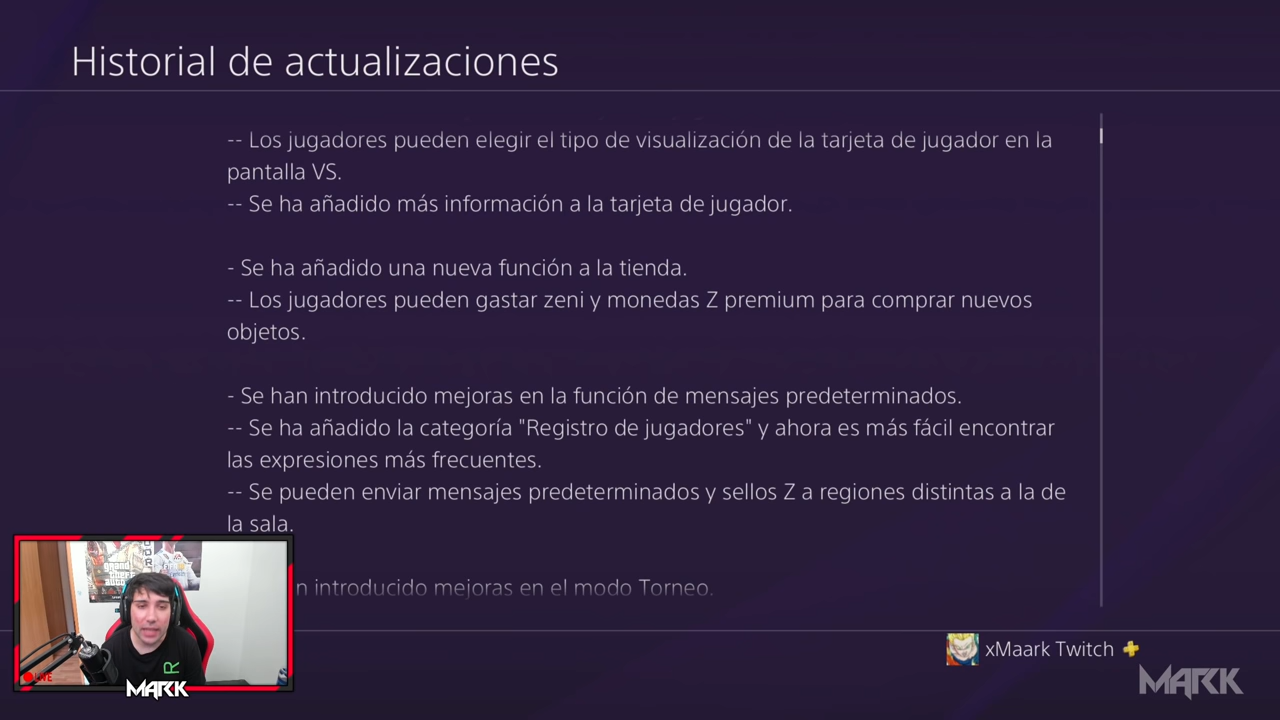 Historial de actualizaciones
-- Los jugadores pueden elegir el tipo de visualización de la tarjeta de jugador en la
pantalla VS.
-- Se ha añadido más información a la tarjeta de jugador.
- Se ha añadido una nueva función a la tienda.
-- Los jugadores pueden gastar zeni y monedas Z premium para comprar nuevos
objetos.
- Se han introducido mejoras en la función de mensajes predeterminados.
-- Se ha añadido la categoría "Registro de jugadores" y ahora es más fácil encontrar
las expresiones más frecuentes.
-- Se pueden enviar mensajes predeterminados y sellos Z a regiones distintas a la de
la sala.
introducido mejoras en el modo Torneo.
grand
LIVE
MARK
xMaark Twitch
MARK